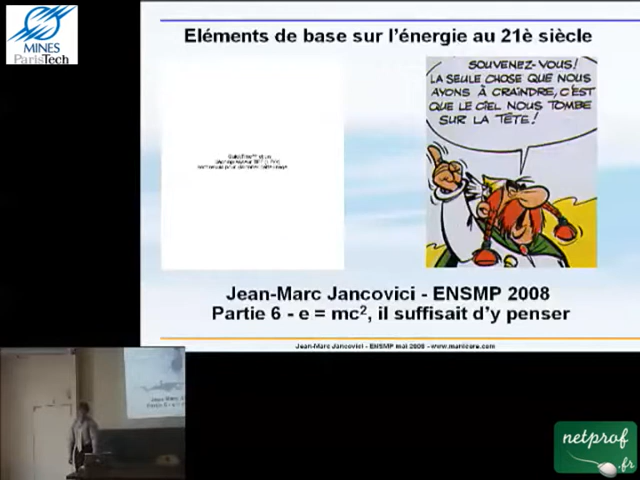 MINES
ParisTech
Eléments de base sur l'énergie au 21è siècle
SOUVENEZ-VOUS!
LA SEULE CHOSE QUE NOUS
AYONS À CRAINDRE, C'EST
QUE LE CIEL NOUS TOMBE
SUR LA TÊTE!
Jean-Marc Jancovici - ENSMP 2008
Partie 6 - e = mc², il suffisait d'y penser
Jean-Marc Jancovici - ENSMP mai 2008 - www.manicore.com
netprof
.fr